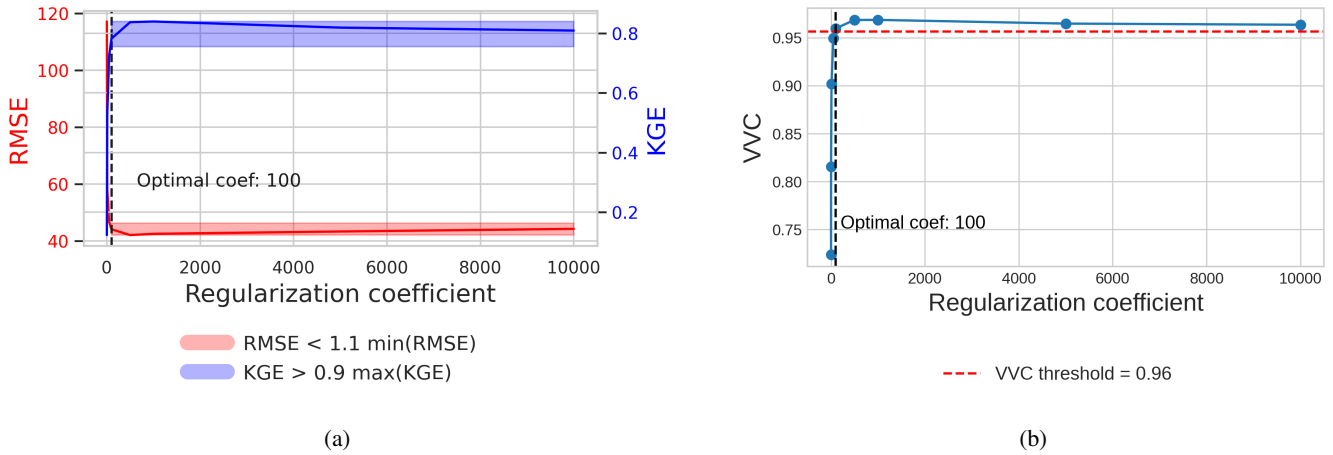 120
100
80
60
40
RMSE
0.8
0.6
0.4
0.2
KGE
Optimal coef: 100
0 2000 4000 6000 8000 10000
Regularization coefficient
RMSE < 1.1 min(RMSE)
KGE > 0.9 max(KGE)
(a)
0.95
0.90
0.85
0.80
0.75
VVC
Optimal coef: 100
0 2000 4000 6000 8000 10000
Regularization coefficient
VVC threshold = 0.96
(b)